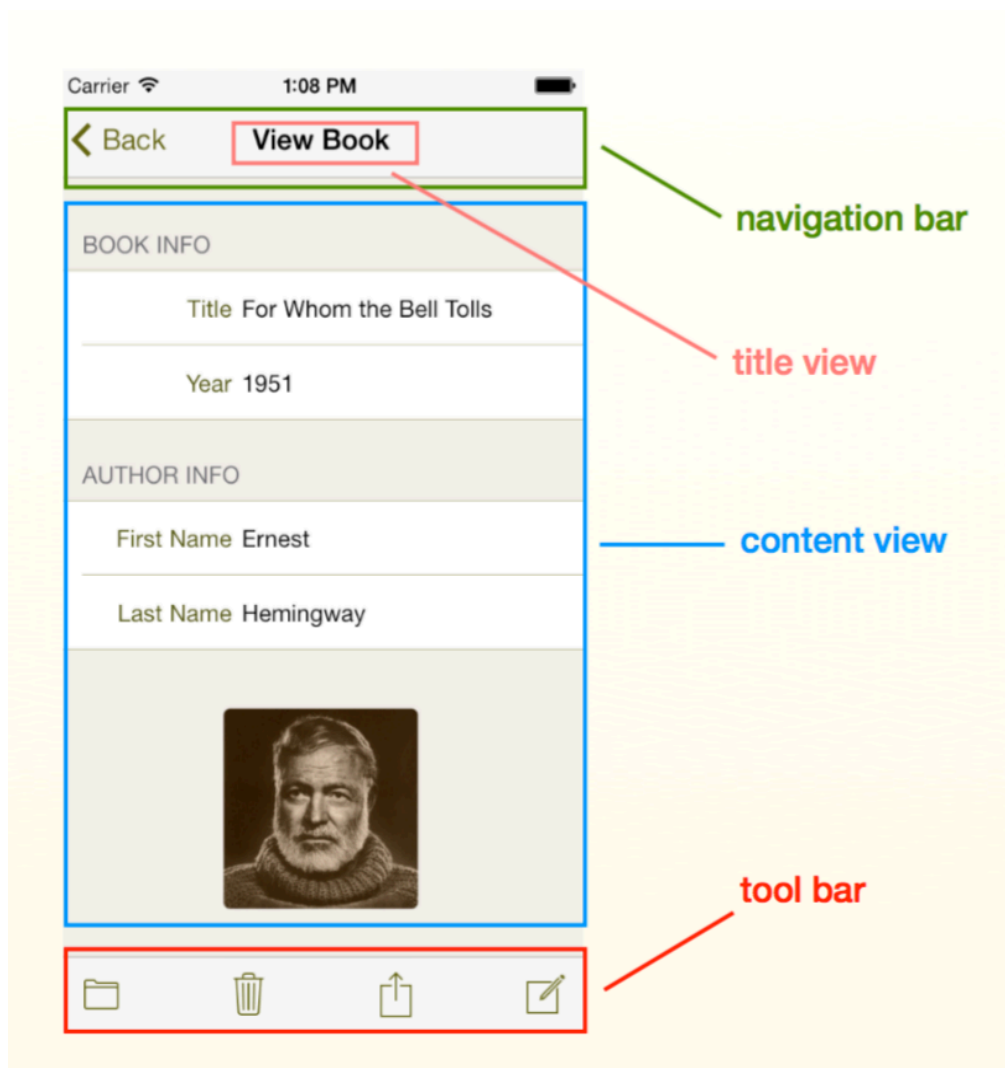 Carrier 1:08 PM
Back View Book
navigation bar
BOOK INFO
Title For Whom the Bell Tolls
title view
Year 1951
AUTHOR INFO
First Name Ernest
content view
Last Name Hemingway
tool bar